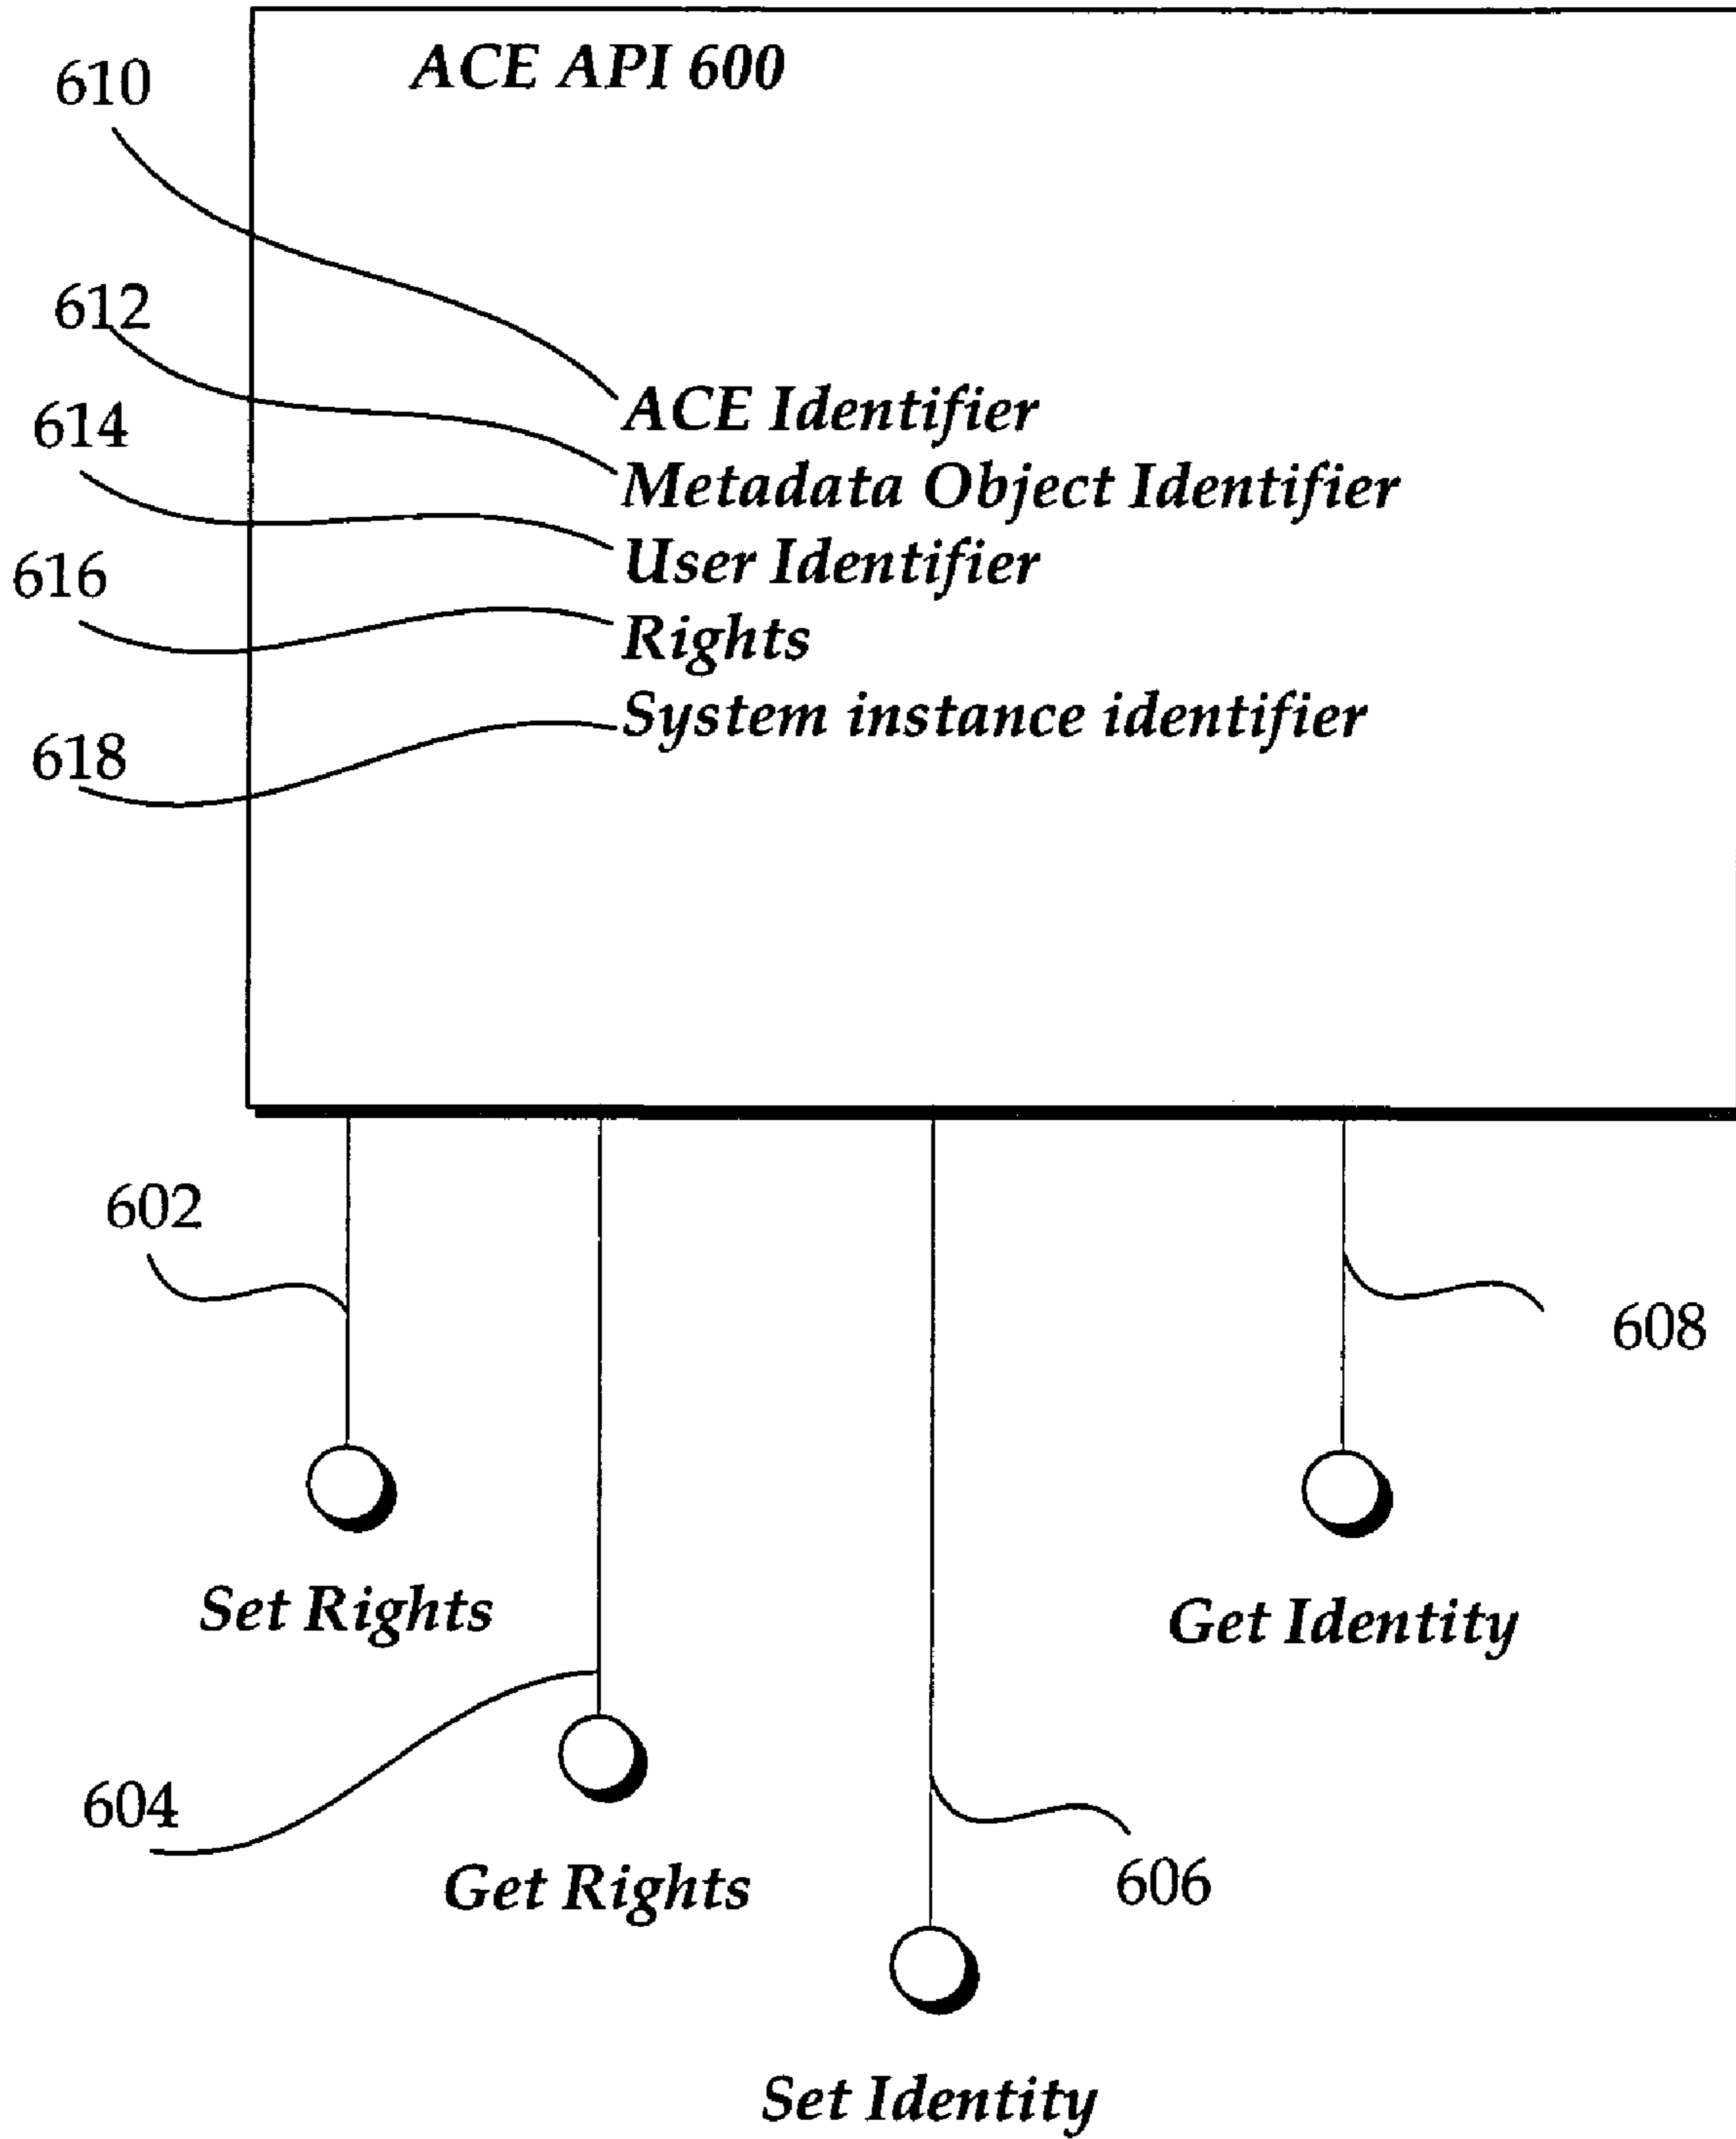 ACE API 600
610
612
614
616
618
ACE Identifier
Metadata Object Identifier
User Identifier
Rights
System instance identifier
602
608
Set Rights
Get Identity
604
Get Rights
606
Set Identity